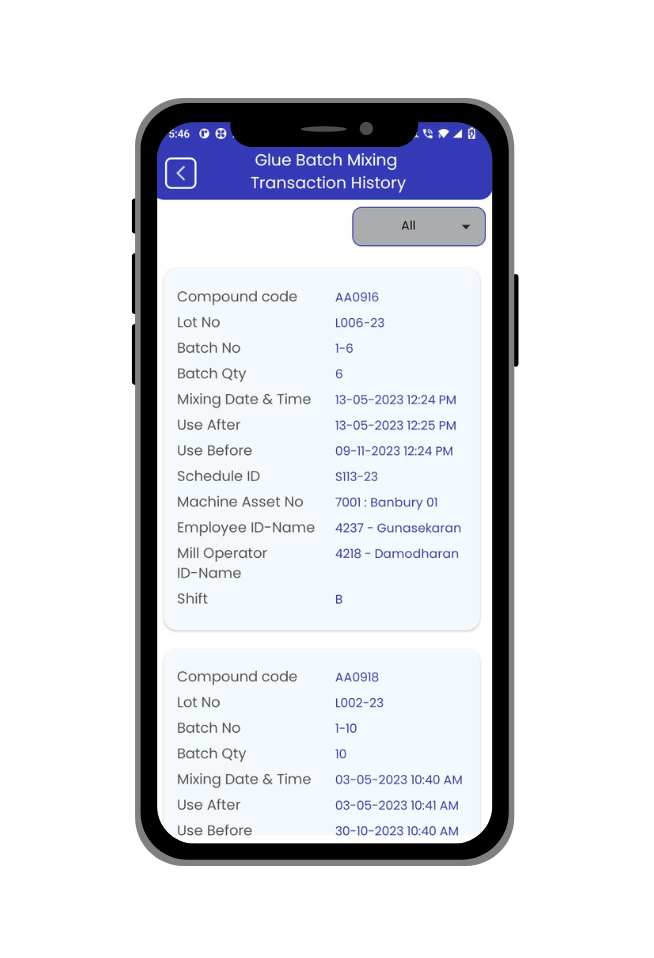 5:46
Glue Batch Mixing
Transaction History
All
Compound code AA0916
Lot No L006-23
Batch No 1-6
Batch Qty 6
Mixing Date & Time 13-05-2023 12:24 PM
Use After 13-05-2023 12:25 PM
Use Before 09-11-2023 12:24 PM
Schedule ID S113-23
Machine Asset No 7001 : Banbury 01
Employee ID-Name 4237 - Gunasekaran
Mill Operator 4218 - Damodharan
ID-Name
Shift B
Compound code AA0918
Lot No L002-23
Batch No 1-10
Batch Qty 10
Mixing Date & Time 03-05-2023 10:40 AM
Use After 03-05-2023 10:41 AM
Use Before 30-10-2023 10:40 AM